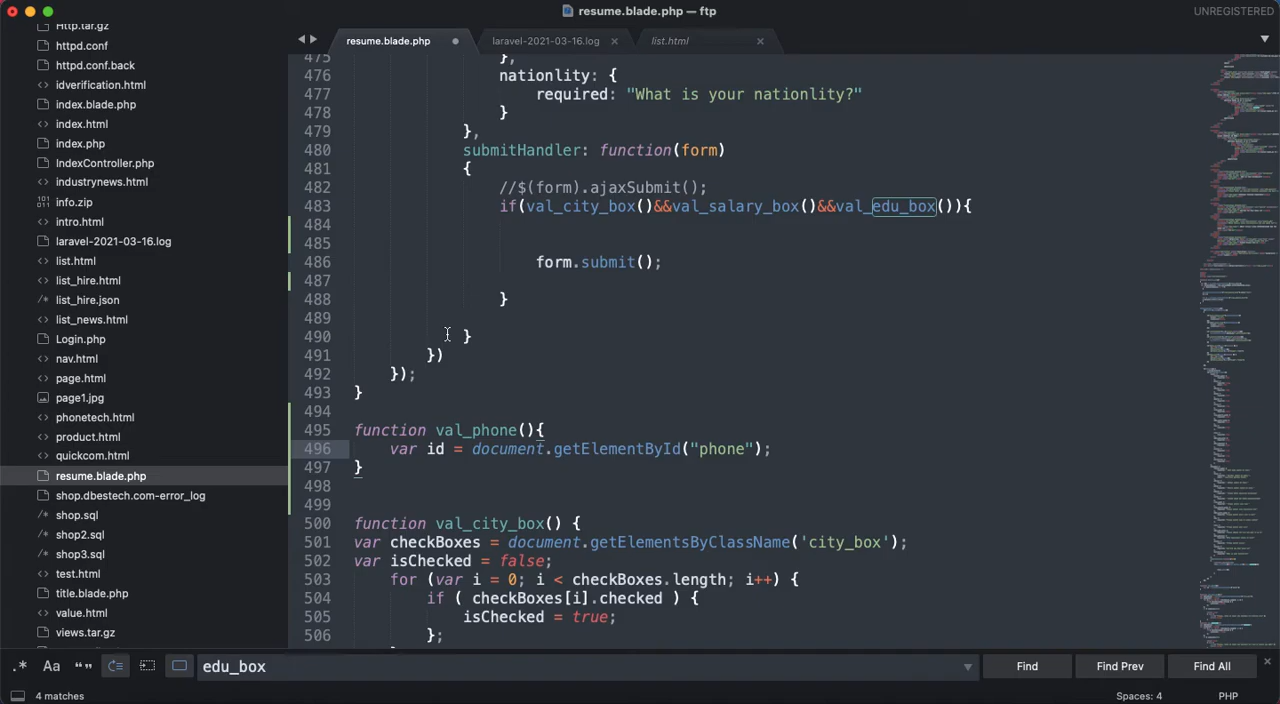 resume.blade.php — ftp
UNREGISTERED
resume.blade.php
laravel-2021-03-16.log
list.html
Http.tar.gz
httpd.conf
httpd.conf.back
idverification.html
index.blade.php
index.html
index.php
IndexController.php
industrynews.html
info.zip
intro.html
laravel-2021-03-16.log
list.html
list_hire.html
list_hire.json
list_news.html
Login.php
nav.html
page.html
page1.jpg
phonetech.html
product.html
quickcom.html
resume.blade.php
shop.dbestech.com-error_log
shop.sql
shop2.sql
shop3.sql
test.html
title.blade.php
value.html
views.tar.gz
475 },
476 nationlity: {
477 required: "What is your nationlity?"
478 }
479 },
480 submitHandler: function(form)
481 {
482 //$(form).ajaxSubmit();
483 if(val_city_box()&&val_salary_box()&&val_edu_box()){
484
485
486 form.submit();
487
488 }
489
490 }
491 })
492 });
493 }
494
495 function val_phone(){
496 var id = document.getElementById("phone");
497 }
498
499
500 function val_city_box() {
501 var checkBoxes = document.getElementsByClassName('city_box');
502 var isChecked = false;
503 for (var i = 0; i < checkBoxes.length; i++) {
504 if ( checkBoxes[i].checked ) {
505 isChecked = true;
506 };
.* Aa “”
edu_box
Find
Find Prev
Find All
4 matches
Spaces: 4
PHP